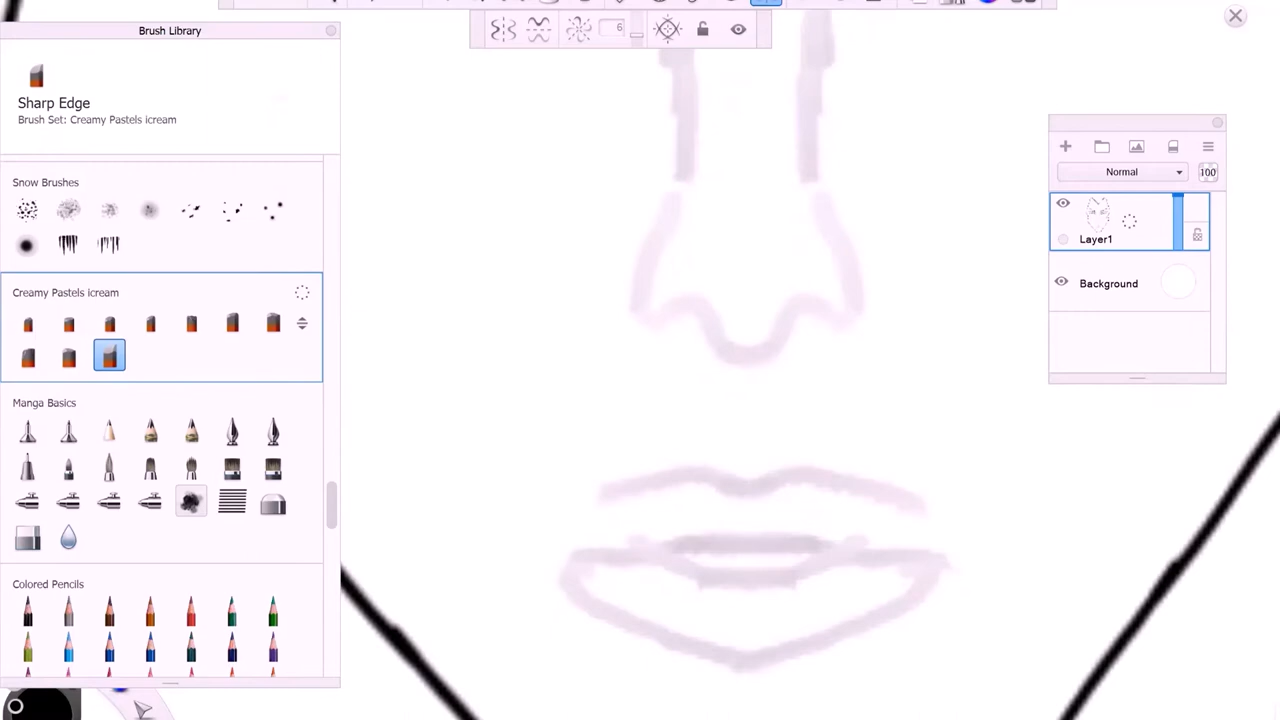 Brush Library
6
Sharp Edge
Brush Set: Creamy Pastels icream
Normal
100
Snow Brushes
Layer1
Background
Creamy Pastels icream
Manga Basics
Colored Pencils